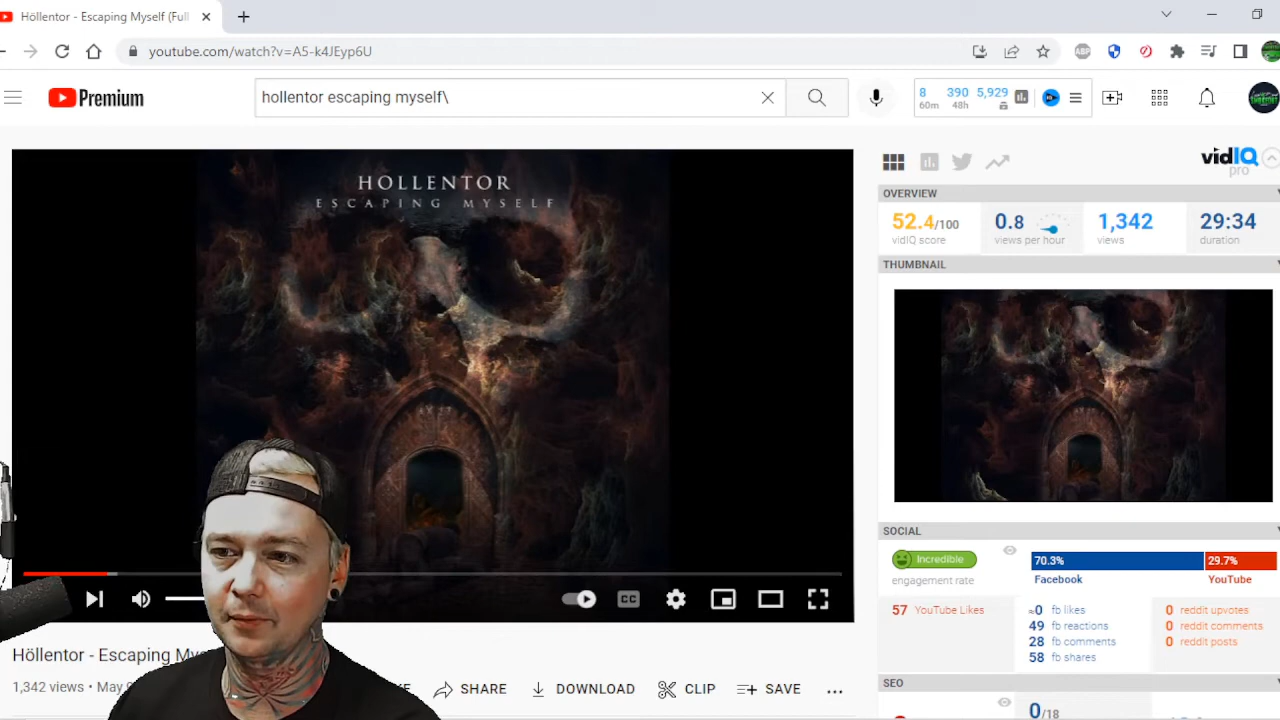 Höllentor - Escaping Myself (Ful
youtube.com/watch?v=A5-k4JEyp6U
Premium
hollentor escaping myself\
8 390 5,929
60m 48h
ABP
vidIQ
pro
HOLLENTOR
ESCAPING MYSELF
OVERVIEW
52.4/100 0.8 1,342 29:34
vidIQ score views per hour views duration
THUMBNAIL
SOCIAL
Incredible
engagement rate
70.3% 29.7%
Facebook YouTube
57 YouTube Likes
≈0 fb likes
49 fb reactions
28 fb comments
58 fb shares
0 reddit upvotes
0 reddit comments
0 reddit posts
CC
Höllentor - Escaping
1,342 views •
SHARE DOWNLOAD CLIP SAVE ...
SEO
0/18